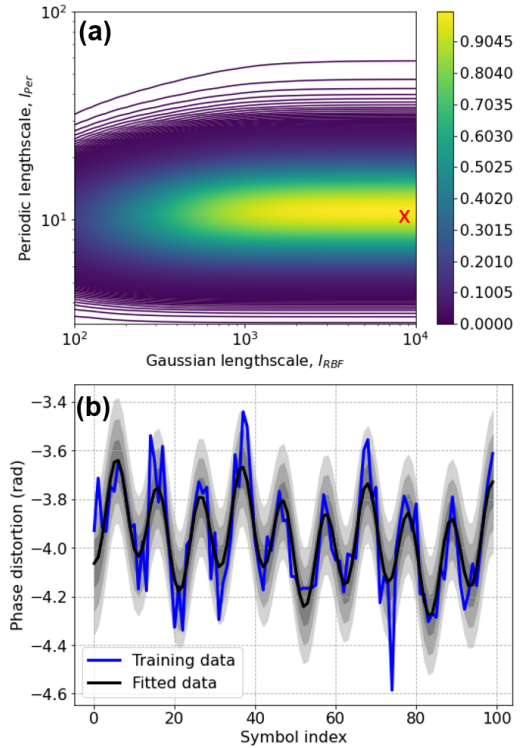 (a)
10²
10¹
Periodic lengthscale, l_Per
10² 10³ 10⁴
Gaussian lengthscale, l_RBF
x
0.9045
0.8040
0.7035
0.6030
0.5025
0.4020
0.3015
0.2010
0.1005
0.0000
(b)
−3.4
−3.6
−3.8
−4.0
−4.2
−4.4
−4.6
Phase distortion (rad)
Training data
Fitted data
0 20 40 60 80 100
Symbol index